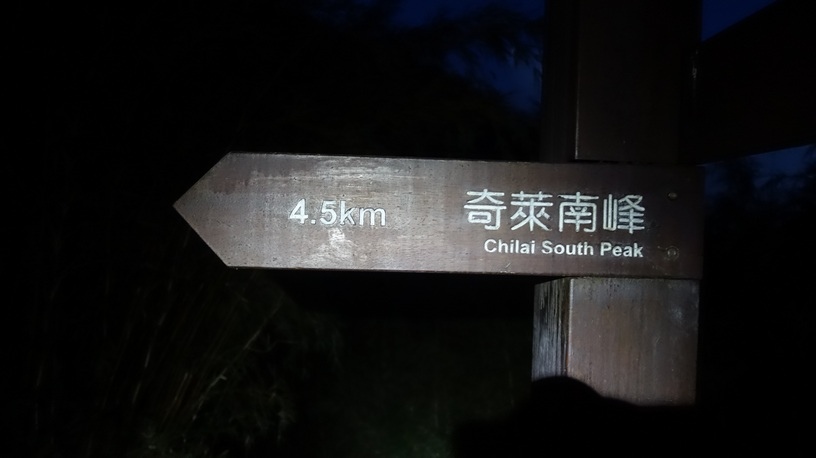 4.5km
奇萊南峰
Chilai South Peak